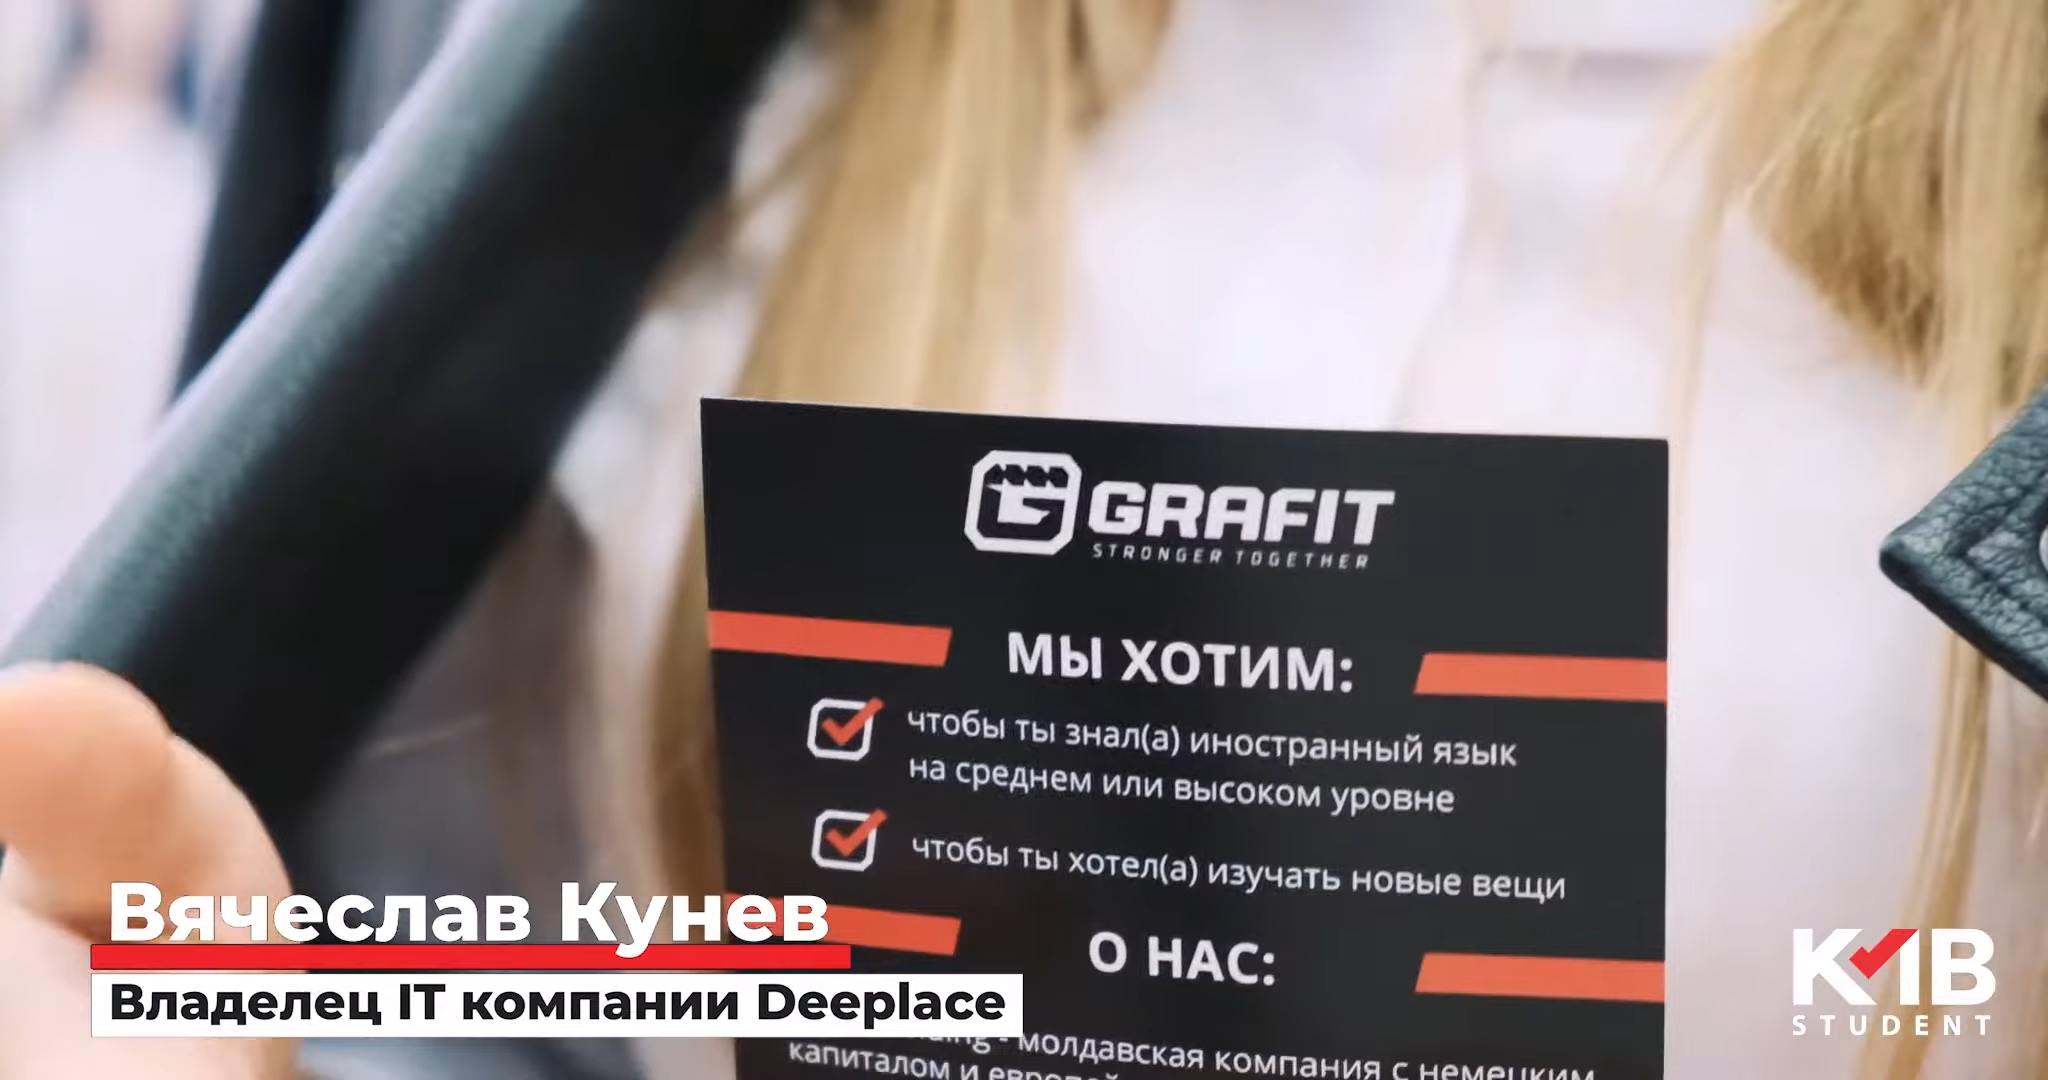 GRAFIT
STRONGER TOGETHER
МЫ ХОТИМ:
чтобы ты знал(а) иностранный язык
на среднем или высоком уровне
чтобы ты хотел(а) изучать новые вещи
О НАС:
- молдавская компания с немецким
капиталом и
Вячеслав Кунев
Владелец IT компании Deeplace
STUDENT